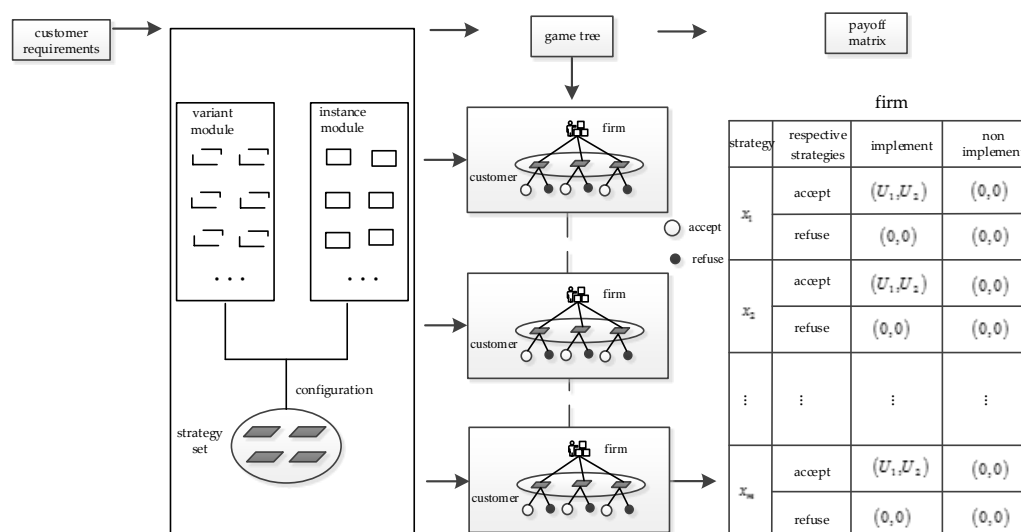 customer
requirements
game tree
payoff
matrix
variant
module
instance
module
. . .
. . .
configuration
strategy
set
firm
customer
firm
customer
firm
customer
accept
refuse
firm
strategy
respective
strategies
implement
non
implement
x₁
accept
(U₁,U₂)
(0,0)
refuse
(0,0)
(0,0)
x₂
accept
(U₁,U₂)
(0,0)
refuse
(0,0)
(0,0)
⋮
⋮
⋮
⋮
accept
(U₁,U₂)
(0,0)
refuse
(0,0)
(0,0)